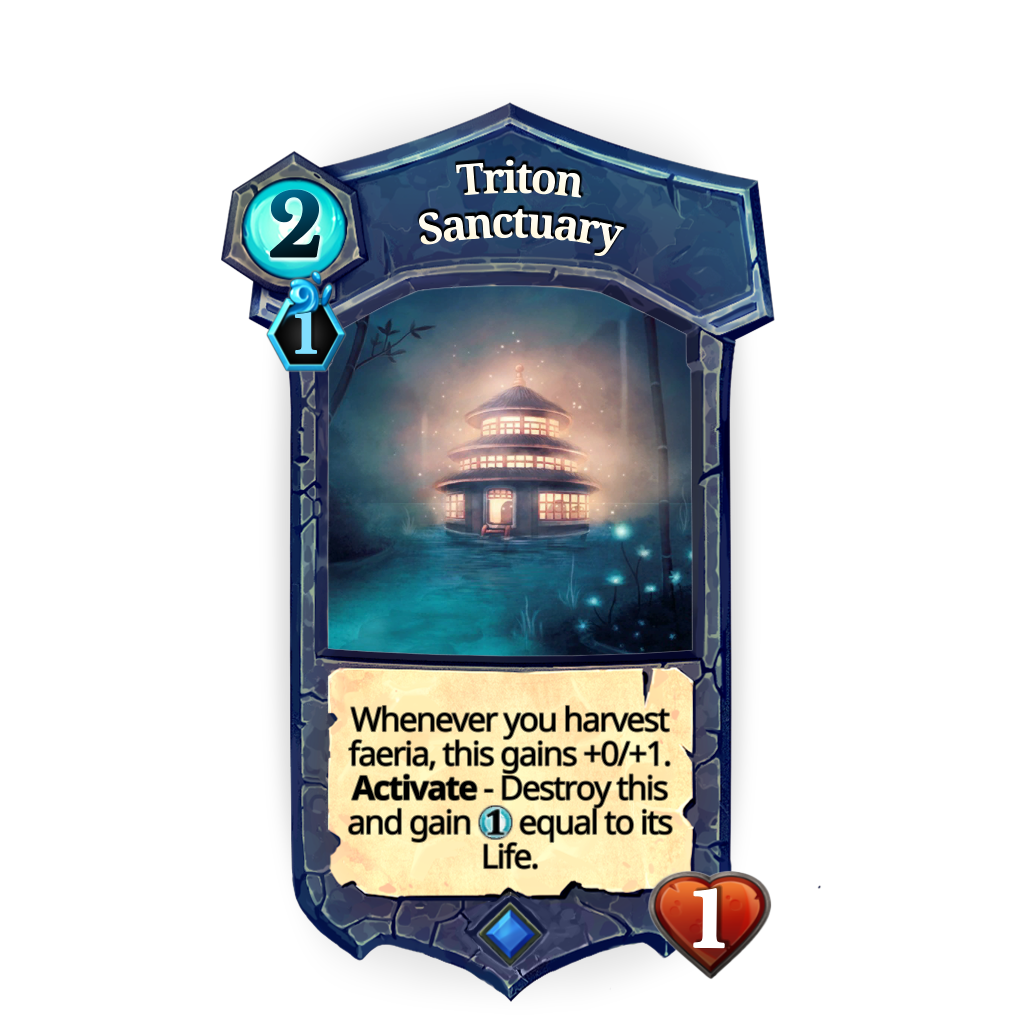 Triton
Sanctuary
2
1
Whenever you harvest
faeria, this gains +0/+1.
Activate - Destroy this
and gain 1 equal to its
Life.
1